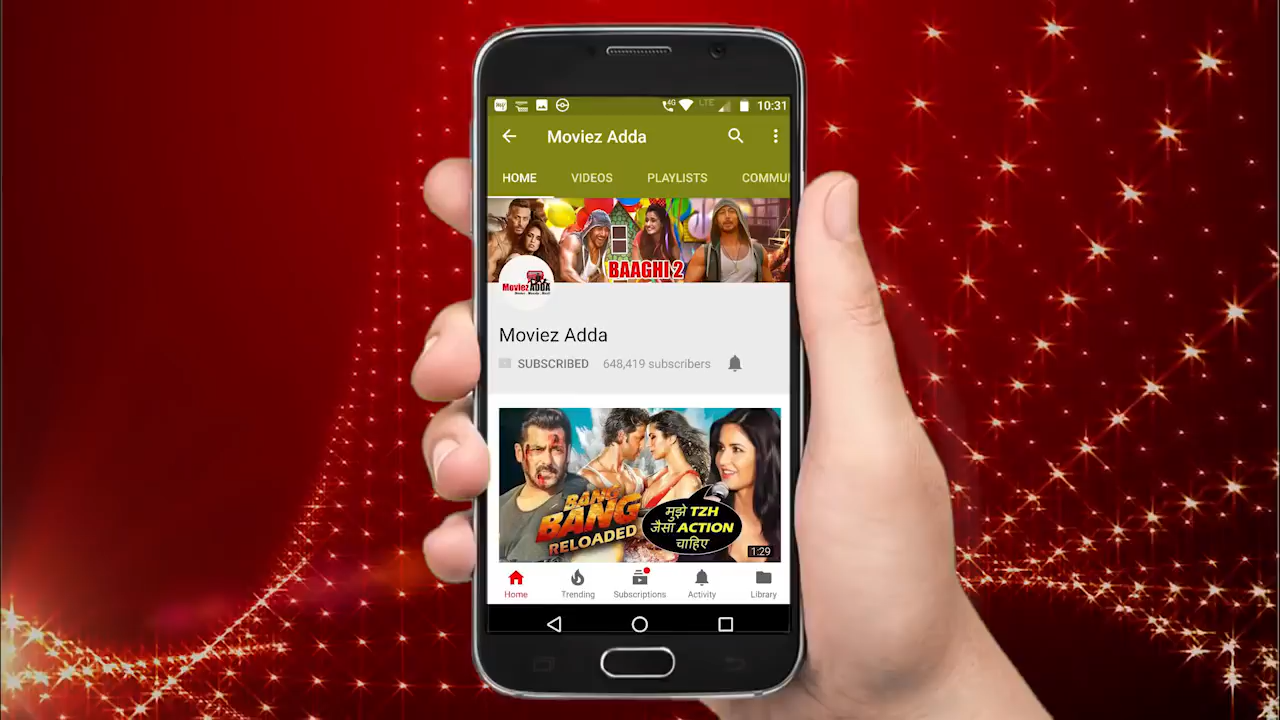 LTE 10:31
Moviez Adda
HOME VIDEOS PLAYLISTS COMMU
BAAGHI 2
Moviez ADDA
Moviez Adda
SUBSCRIBED 648,419 subscribers
BANG
BANG
RELOADED
मुझे TZH
जैसा ACTION
चाहिए
1:29
Home Trending Subscriptions Activity Library